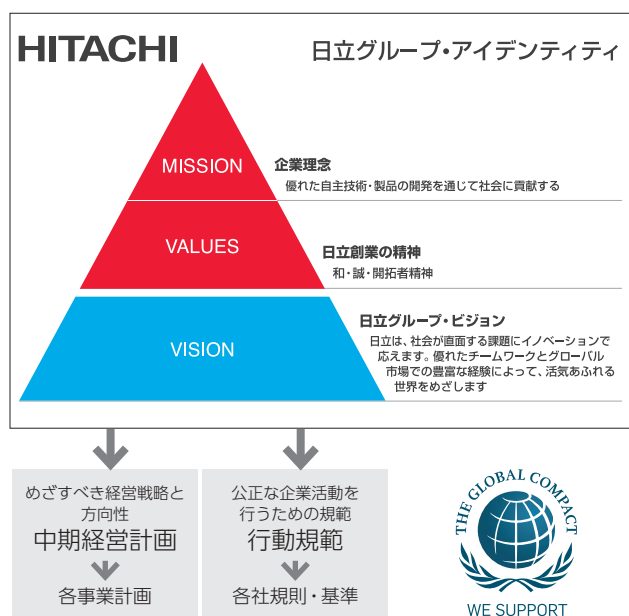 HITACHI
日立グループ・アイデンティティ
MISSION
企業理念
優れた自主技術・製品の開発を通じて社会に貢献する
VALUES
日立創業の精神
和・誠・開拓者精神
VISION
日立グループ・ビジョン
日立は、社会が直面する課題にイノベーションで
応えます。優れたチームワークとグローバル
市場での豊富な経験によって、活気あふれる
世界をめざします
めざすべき経営戦略と
方向性
中期経営計画
各事業計画
公正な企業活動を
行うための規範
行動規範
各社規則・基準
THE GLOBAL COMPACT
WE SUPPORT